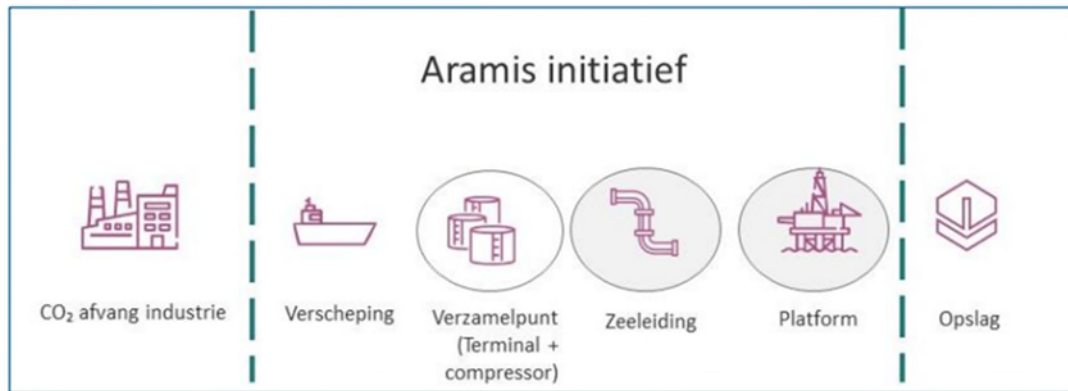 Aramis initiatief
CO₂ afvang industrie
Verscheping
Verzamelpunt
(Terminal +
compressor)
Zeeleiding
Platform
Opslag